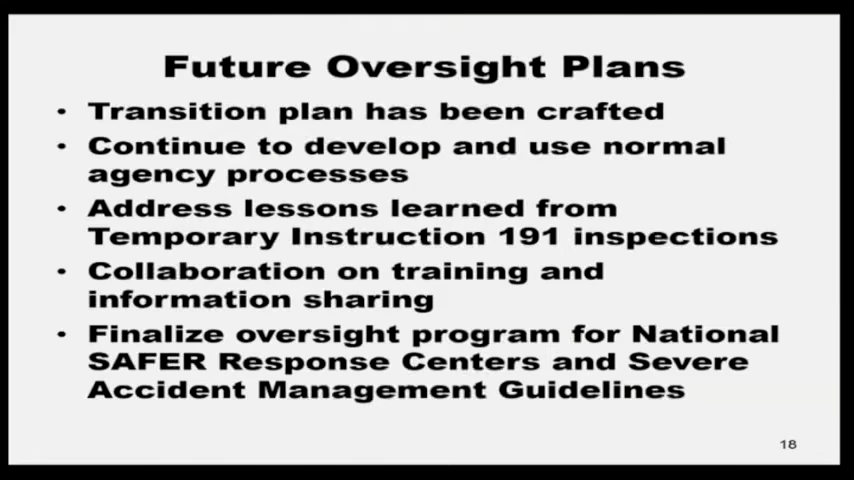 Future Oversight Plans
• Transition plan has been crafted
• Continue to develop and use normal
agency processes
• Address lessons learned from
Temporary Instruction 191 inspections
• Collaboration on training and
information sharing
• Finalize oversight program for National
SAFER Response Centers and Severe
Accident Management Guidelines
18